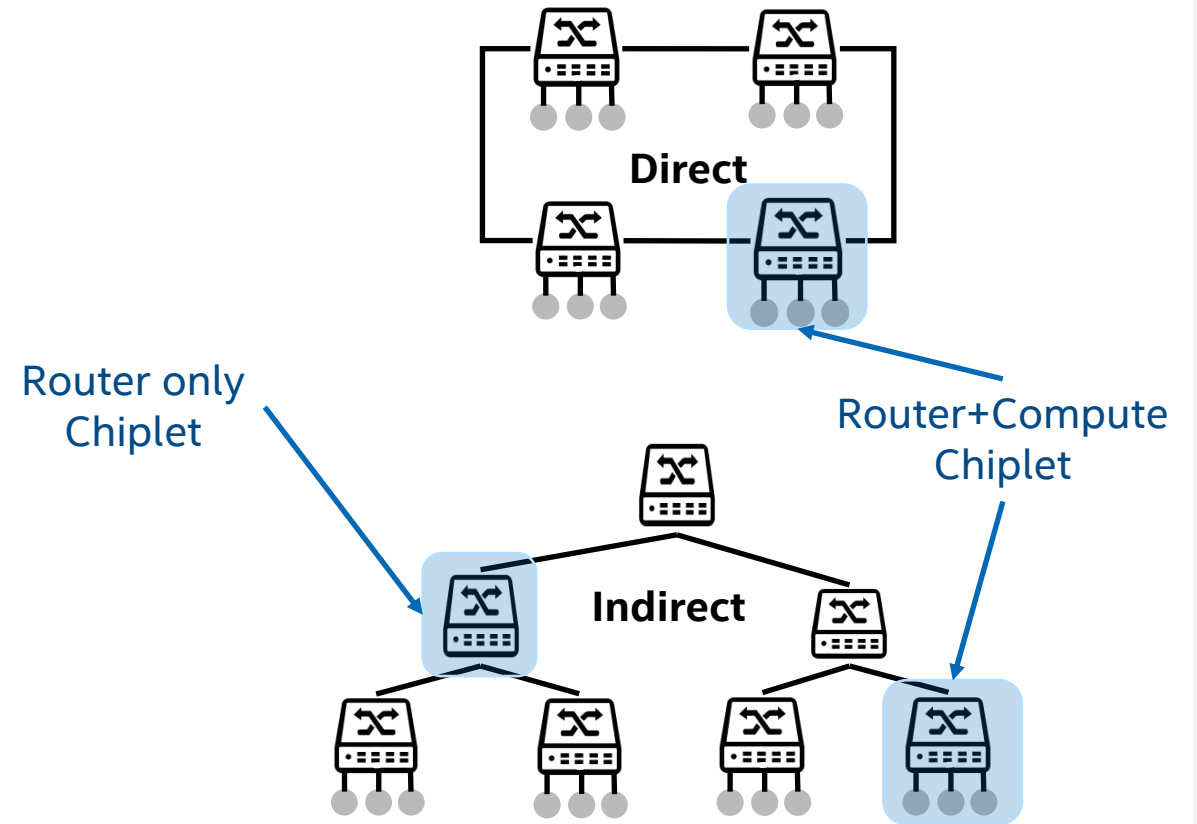 Direct
Router only
Chiplet
Router+Compute
Chiplet
Indirect